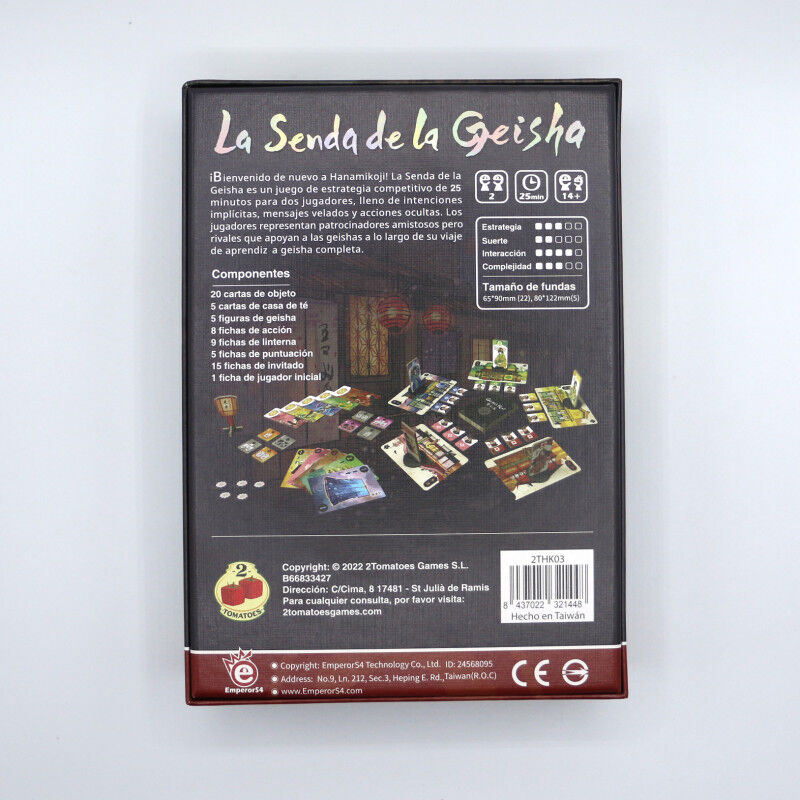 La Senda de la Geisha
¡Bienvenido de nuevo a Hanamikoji! La Senda de la
Geisha es un juego de estrategia competitivo de 25
minutos para dos jugadores, lleno de intenciones
implícitas, mensajes velados y acciones ocultas. Los
jugadores representan patrocinadores amistosos pero
rivales que apoyan a las geishas a lo largo de su viaje
de aprendiz a geisha completa.
2
25min
14+
Estrategia
Suerte
Interacción
Complejidad
Tamaño de fundas
65*90mm (22), 80*122mm(5)
Componentes
20 cartas de objeto
5 cartas de casa de té
5 figuras de geisha
8 fichas de acción
9 fichas de linterna
5 fichas de puntuación
15 fichas de invitado
1 ficha de jugador inicial
2
TOMATOES
Copyright: © 2022 2Tomatoes Games S.L.
B66833427
Dirección: C/Cima, 8 17481 - St Julià de Ramis
Para cualquier consulta, por favor visita:
2tomatoesgames.com
2THK03
8 437022 321448
Hecho en Taiwán
e
EmperorS4
Copyright: EmperorS4 Technology Co., Ltd. ID: 24568095
Address: No.9, Ln. 212, Sec.3, Heping E. Rd.,Taiwan(R.O.C)
www.EmperorS4.com
CE